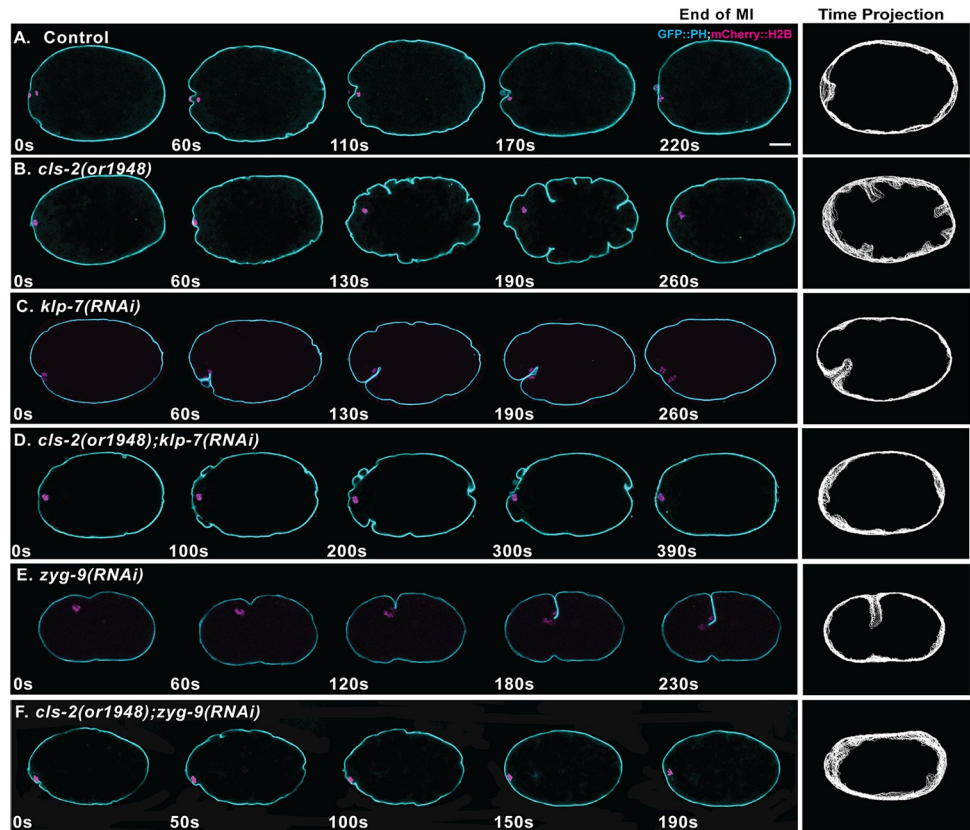 End of MI Time Projection
A. Control GFP::PH;mCherry::H2B
0s 60s 110s 170s 220s
B. cls-2(or1948)
0s 60s 130s 190s 260s
C. klp-7(RNAi)
0s 60s 130s 190s 260s
D. cls-2(or1948);klp-7(RNAi)
0s 100s 200s 300s 390s
E. zyg-9(RNAi)
0s 60s 120s 180s 230s
F. cls-2(or1948);zyg-9(RNAi)
0s 50s 100s 150s 190s